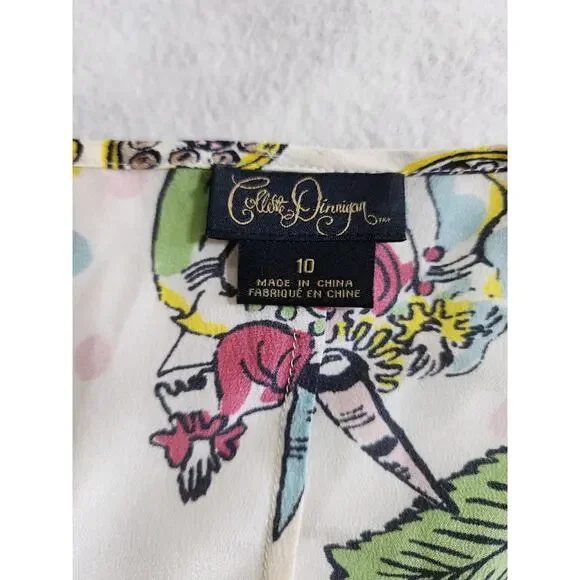 Collette Dinnigan
10
MADE IN CHINA
FABRIQUÉ EN CHINE